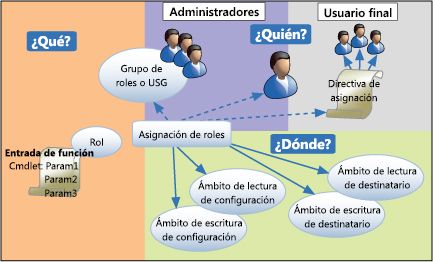 Administradores
Usuario final
¿Qué?
¿Quién?
Grupo de
roles o USG
Directiva de
asignación
Rol
Asignación de roles
¿Dónde?
Entrada de función
Cmdlet: Param1
Param2
Param3
Ámbito de lectura
de configuración
Ámbito de lectura
de destinatario
Ámbito de escritura
de configuración
Ámbito de escritura
de destinatario